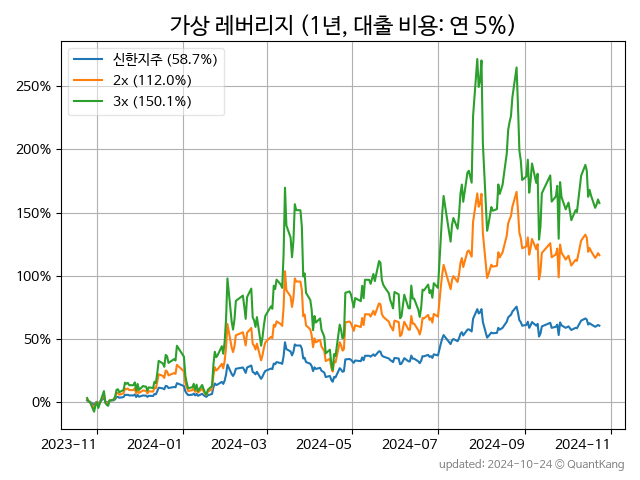 가상 레버리지 (1년, 대출 비용: 연 5%)
신한지주 (58.7%)
2x (112.0%)
3x (150.1%)
250%
200%
150%
100%
50%
0%
2023-11 2024-01 2024-03 2024-05 2024-07 2024-09 2024-11
updated: 2024-10-24 © QuantKang